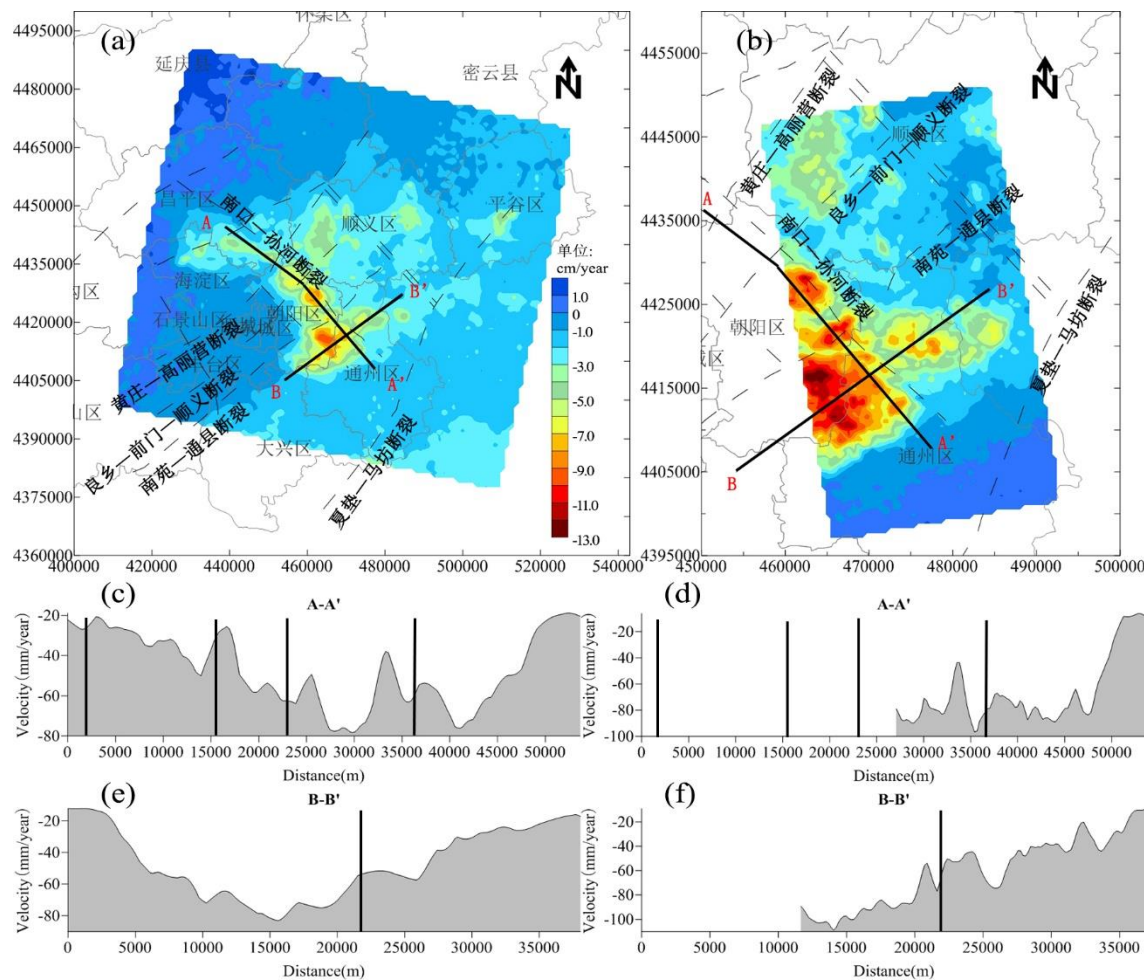 (a)
怀柔区
延庆县
密云县
N
昌平区
A
南口—孙河断裂
顺义区
平谷区
单位:
cm/year
1.0
0
-1.0
-3.0
-5.0
-7.0
-9.0
-11.0
-13.0
海淀区
石景山区
朝阳区
B'
通州区
A'
B
大兴区
黄庄—高丽营断裂
良乡—前门—顺义断裂
南苑—通县断裂
夏垫—马坊断裂
4495000
4480000
4465000
4450000
4435000
4420000
4405000
4390000
4375000
4360000
400000
420000
440000
460000
480000
500000
520000
540000
(b)
N
黄庄—高丽营断裂
良乡—前门—顺义断裂
顺义区
A
南口—孙河断裂
南苑—通县断裂
B'
朝阳区
夏垫—马坊断裂
A'
通州区
B
4455000
4445000
4435000
4425000
4415000
4405000
4395000
450000
460000
470000
480000
490000
500000
(c)
A-A'
Velocity (mm/year)
-20
-40
-60
-80
0 5000 10000 15000 20000 25000 30000 35000 40000 45000 50000
Distance(m)
(d)
A-A'
Velocity (mm/year)
-20
-40
-60
-80
-100
0 5000 10000 15000 20000 25000 30000 35000 40000 45000 50000
Distance(m)
(e)
B-B'
Velocity (mm/year)
-20
-40
-60
-80
0 5000 10000 15000 20000 25000 30000 35000
Distance(m)
(f)
B-B'
Velocity (mm/year)
-20
-40
-60
-80
-100
0 5000 10000 15000 20000 25000 30000 35000
Distance(m)